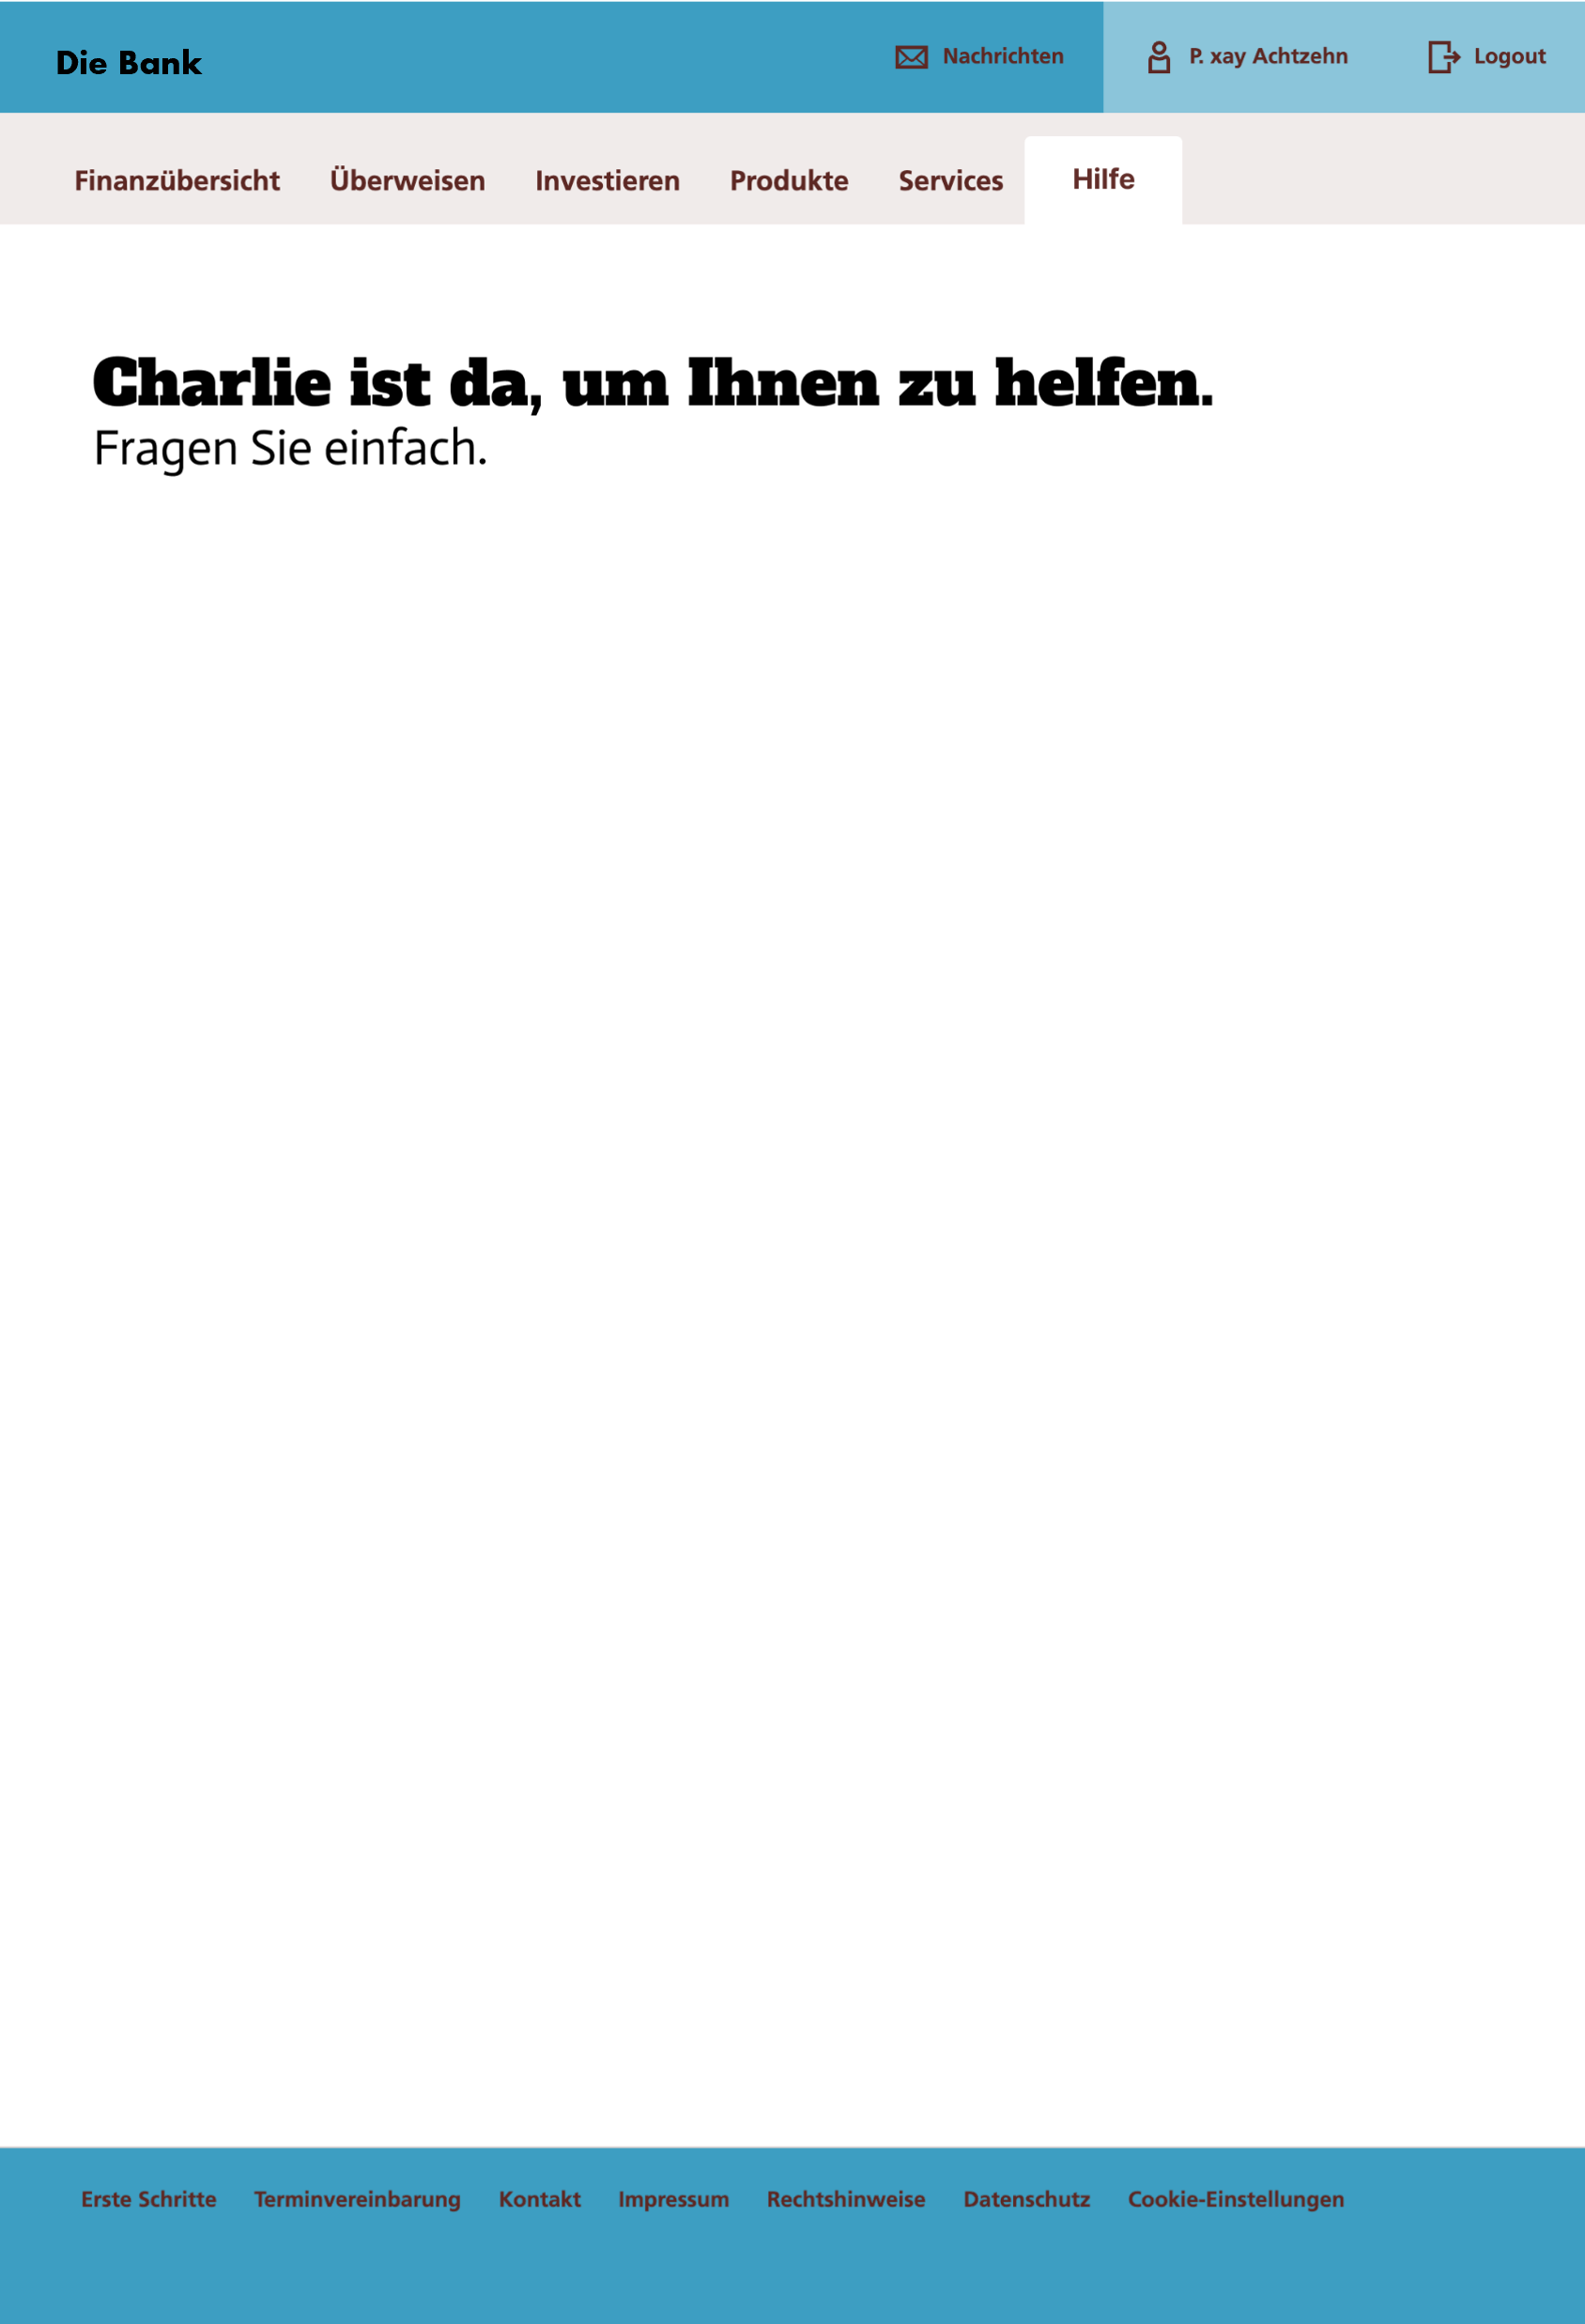 Die Bank
Nachrichten
P. xay Achtzehn
Logout
Finanzübersicht
Überweisen
Investieren
Produkte
Services
Hilfe
Charlie ist da, um Ihnen zu helfen.
Fragen Sie einfach.
Erste Schritte
Terminvereinbarung
Kontakt
Impressum
Rechtshinweise
Datenschutz
Cookie-Einstellungen